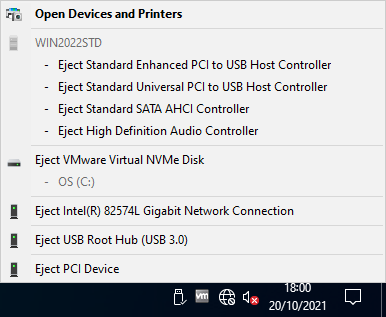 Open Devices and Printers
WIN2022STD
- Eject Standard Enhanced PCI to USB Host Controller
- Eject Standard Universal PCI to USB Host Controller
- Eject Standard SATA AHCI Controller
- Eject High Definition Audio Controller
Eject VMware Virtual NVMe Disk
- OS (C:)
Eject Intel(R) 82574L Gigabit Network Connection
Eject USB Root Hub (USB 3.0)
Eject PCI Device
vm
18:00
20/10/2021